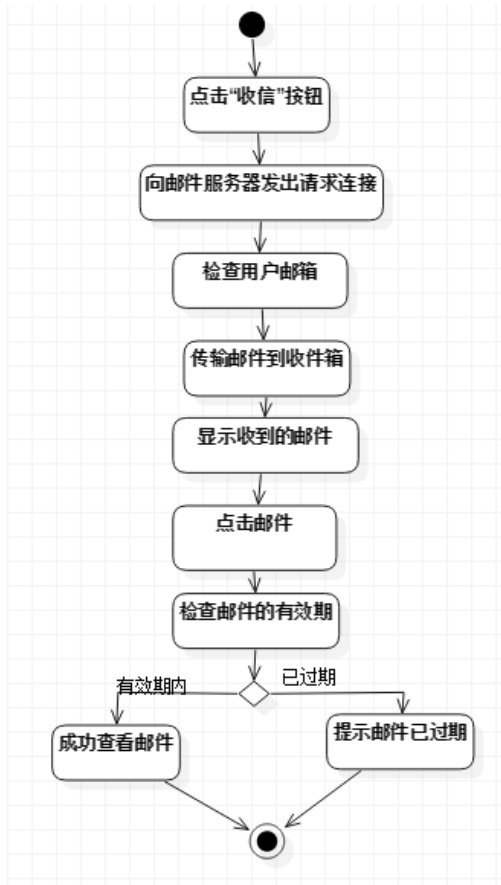 点击“收信”按钮
向邮件服务器发出请求连接
检查用户邮箱
传输邮件到收件箱
显示收到的邮件
点击邮件
检查邮件的有效期
有效期内
已过期
成功查看邮件
提示邮件已过期